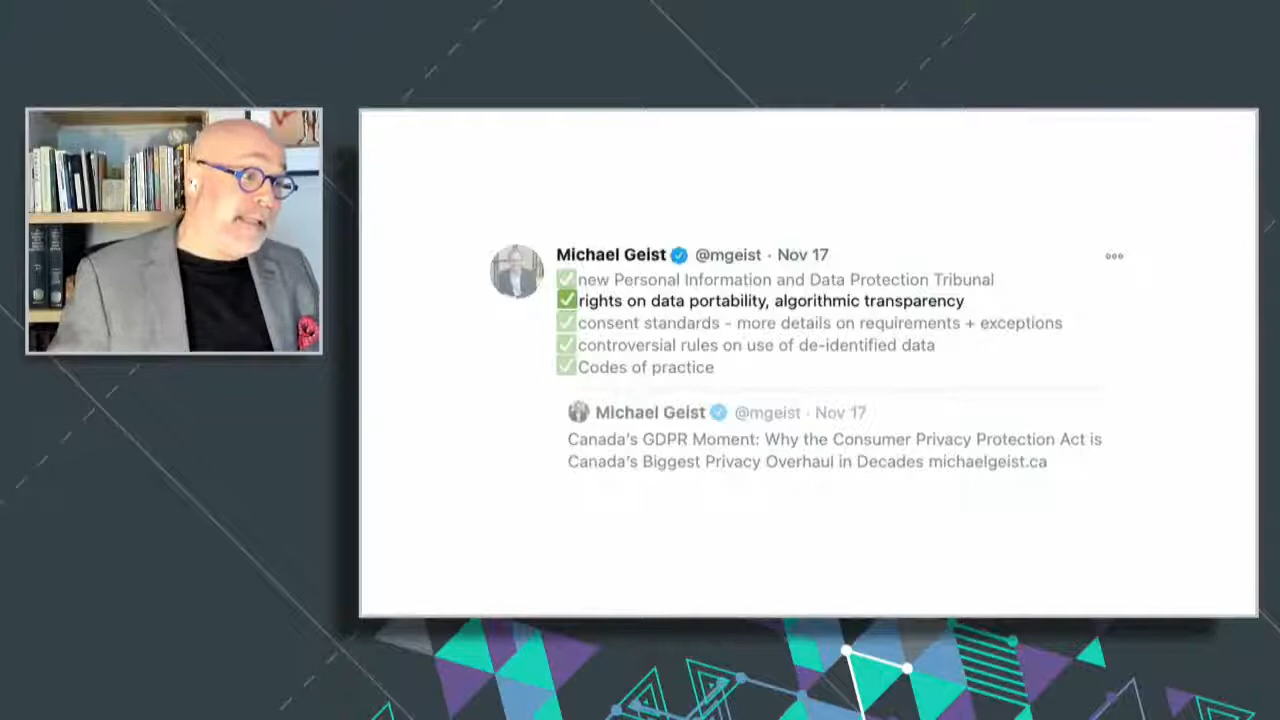 Michael Geist @mgeist · Nov 17
✅new Personal Information and Data Protection Tribunal
✅rights on data portability, algorithmic transparency
✅consent standards - more details on requirements + exceptions
✅controversial rules on use of de-identified data
✅Codes of practice
Michael Geist @mgeist · Nov 17
Canada's GDPR Moment: Why the Consumer Privacy Protection Act is
Canada's Biggest Privacy Overhaul in Decades michaelgeist.ca